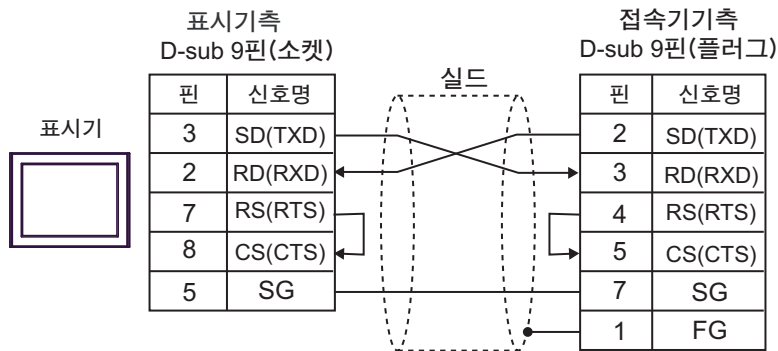 표시기측
D-sub 9핀(소켓)
접속기기측
D-sub 9핀(플러그)
실드
표시기
핀 신호명
3 SD(TXD)
2 RD(RXD)
7 RS(RTS)
8 CS(CTS)
5 SG
핀 신호명
2 SD(TXD)
3 RD(RXD)
4 RS(RTS)
5 CS(CTS)
7 SG
1 FG